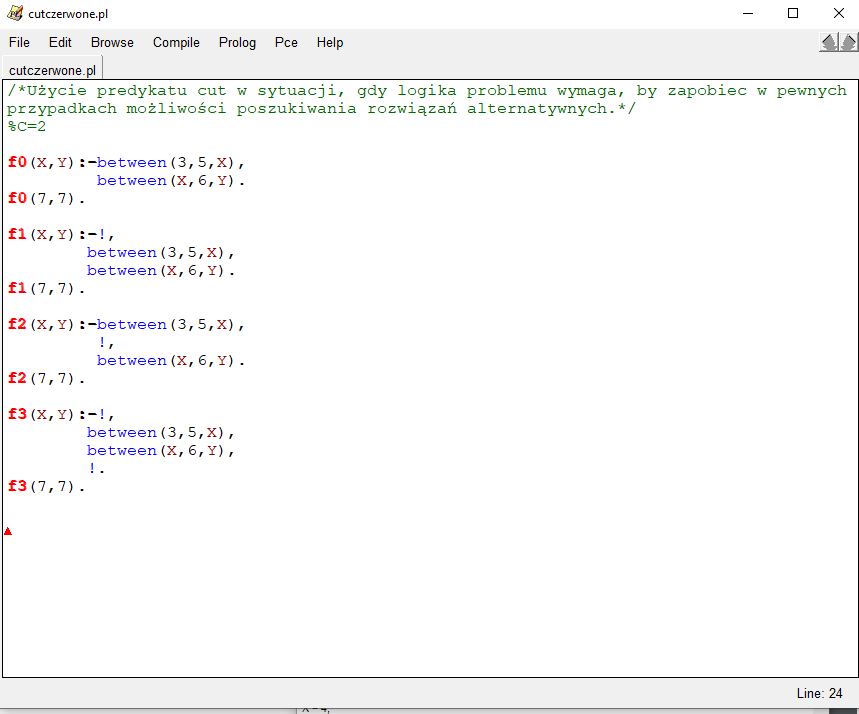 cutczerwone.pl
File Edit Browse Compile Prolog Pce Help
cutczerwone.pl
/*Użycie predykatu cut w sytuacji, gdy logika problemu wymaga, by zapobiec w pewnych
przypadkach możliwości poszukiwania rozwiązań alternatywnych.*/
%C=2
f0(X,Y):-between(3,5,X),
         between(X,6,Y).
f0(7,7).
f1(X,Y):-!,
        between(3,5,X),
        between(X,6,Y).
f1(7,7).
f2(X,Y):-between(3,5,X),
         !,
         between(X,6,Y).
f2(7,7).
f3(X,Y):-!,
        between(3,5,X),
        between(X,6,Y),
        !.
f3(7,7).
Line: 24